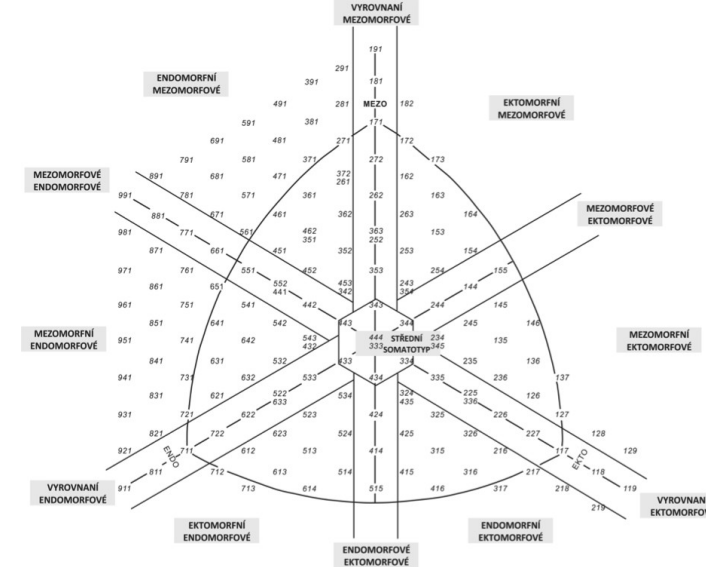 VYROVNANÍ
MEZOMORFOVÉ
191
291
ENDOMORFNÍ
MEZOMORFOVÉ
391 181
491 281 MEZO 182
EKTOMORFNÍ
MEZOMORFOVÉ
591 381 171
691 481 271 172
791 581 371 272 173
MEZOMORFOVÉ
ENDOMORFOVÉ
891 681 471 372 162
261
991 781 571 361 262 163
881 671 461 362 263 164
MEZOMORFOVÉ
EKTOMORFOVÉ
981 771 561 462 363 153
351 252
871 661 451 352 253 154
971 761 551 452 353 254 155
861 651 552 453 243 144
441 342 354
961 751 541 442 343 244 145
851 641 542 443 344 245 146
MEZOMORFNÍ
ENDOMORFOVÉ
MEZOMORFNÍ
EKTOMORFOVÉ
951 741 642 543 444 STŘEDNÍ 234 135
432 333 SOMATOTYP 345
841 631 532 433 334 235 136
941 731 632 533 434 335 236 137
831 621 522 534 324 225 126
633 435 336
931 721 622 523 424 325 226 127
821 722 623 524 425 326 227 128
921 711 612 513 414 315 216 117 129
ENDO EKTO
811 712 613 514 415 316 217 118
911 713 614 515 416 317 218 119
VYROVNANÍ
ENDOMORFOVÉ
VYROVNAN
EKTOMORFOV
219
EKTOMORFNÍ
ENDOMORFOVÉ
ENDOMORFNÍ
EKTOMORFOVÉ
ENDOMORFOVÉ
EKTOMORFOVÉ